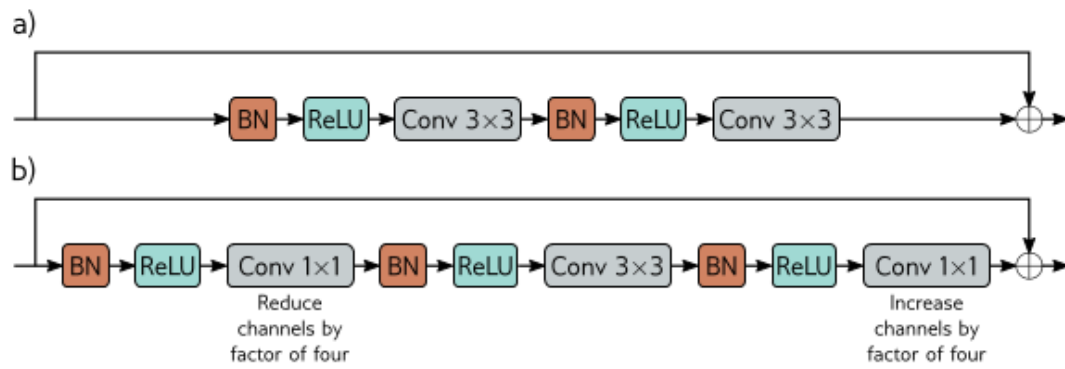 a)
BN ReLU Conv 3×3 BN ReLU Conv 3×3
b)
BN ReLU Conv 1×1 BN ReLU Conv 3×3 BN ReLU Conv 1×1
Reduce
channels by
factor of four
Increase
channels by
factor of four